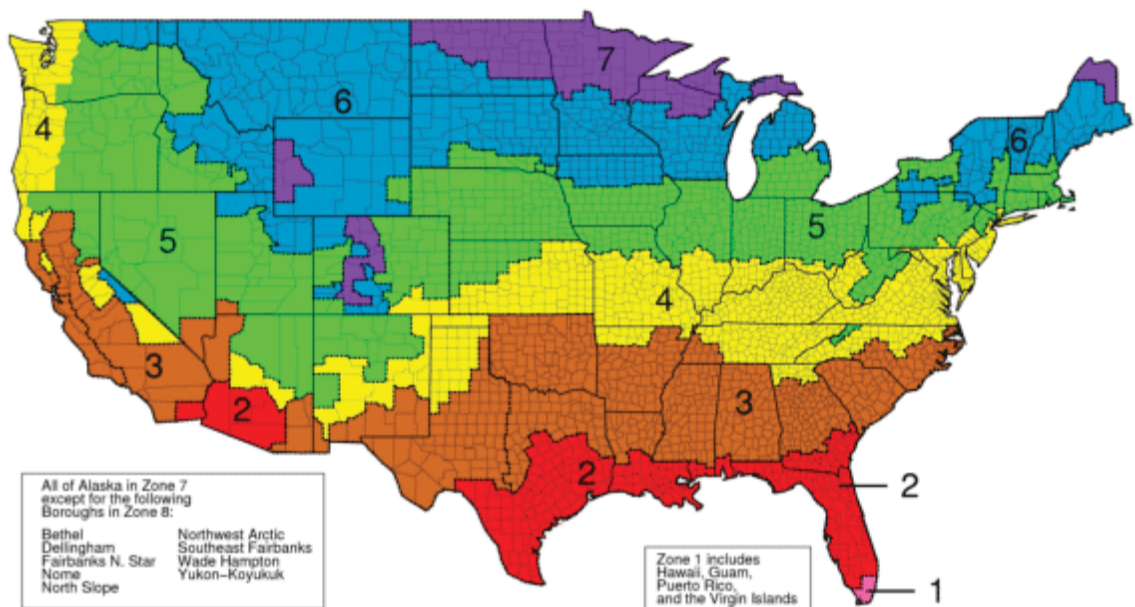 7
6
6
4
5
5
4
3
3
2
2
2
1
All of Alaska in Zone 7
except for the following
Boroughs in Zone 8:
Bethel Northwest Arctic
Dellingham Southeast Fairbanks
Fairbanks N. Star Wade Hampton
Nome Yukon-Koyukuk
North Slope
Zone 1 includes
Hawaii, Guam,
Puerto Rico,
and the Virgin Islands